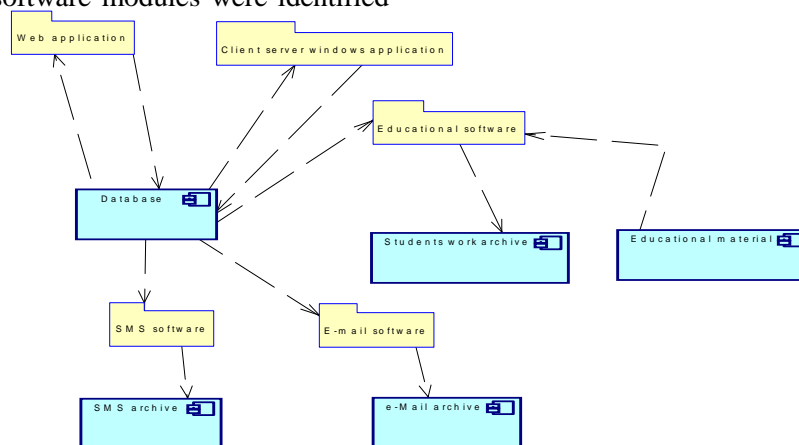 software modules were identified
Web application
Client server windows application
Educational software
Database
Students work archive
Educational material
SMS software
E-mail software
SMS archive
e-Mail archive